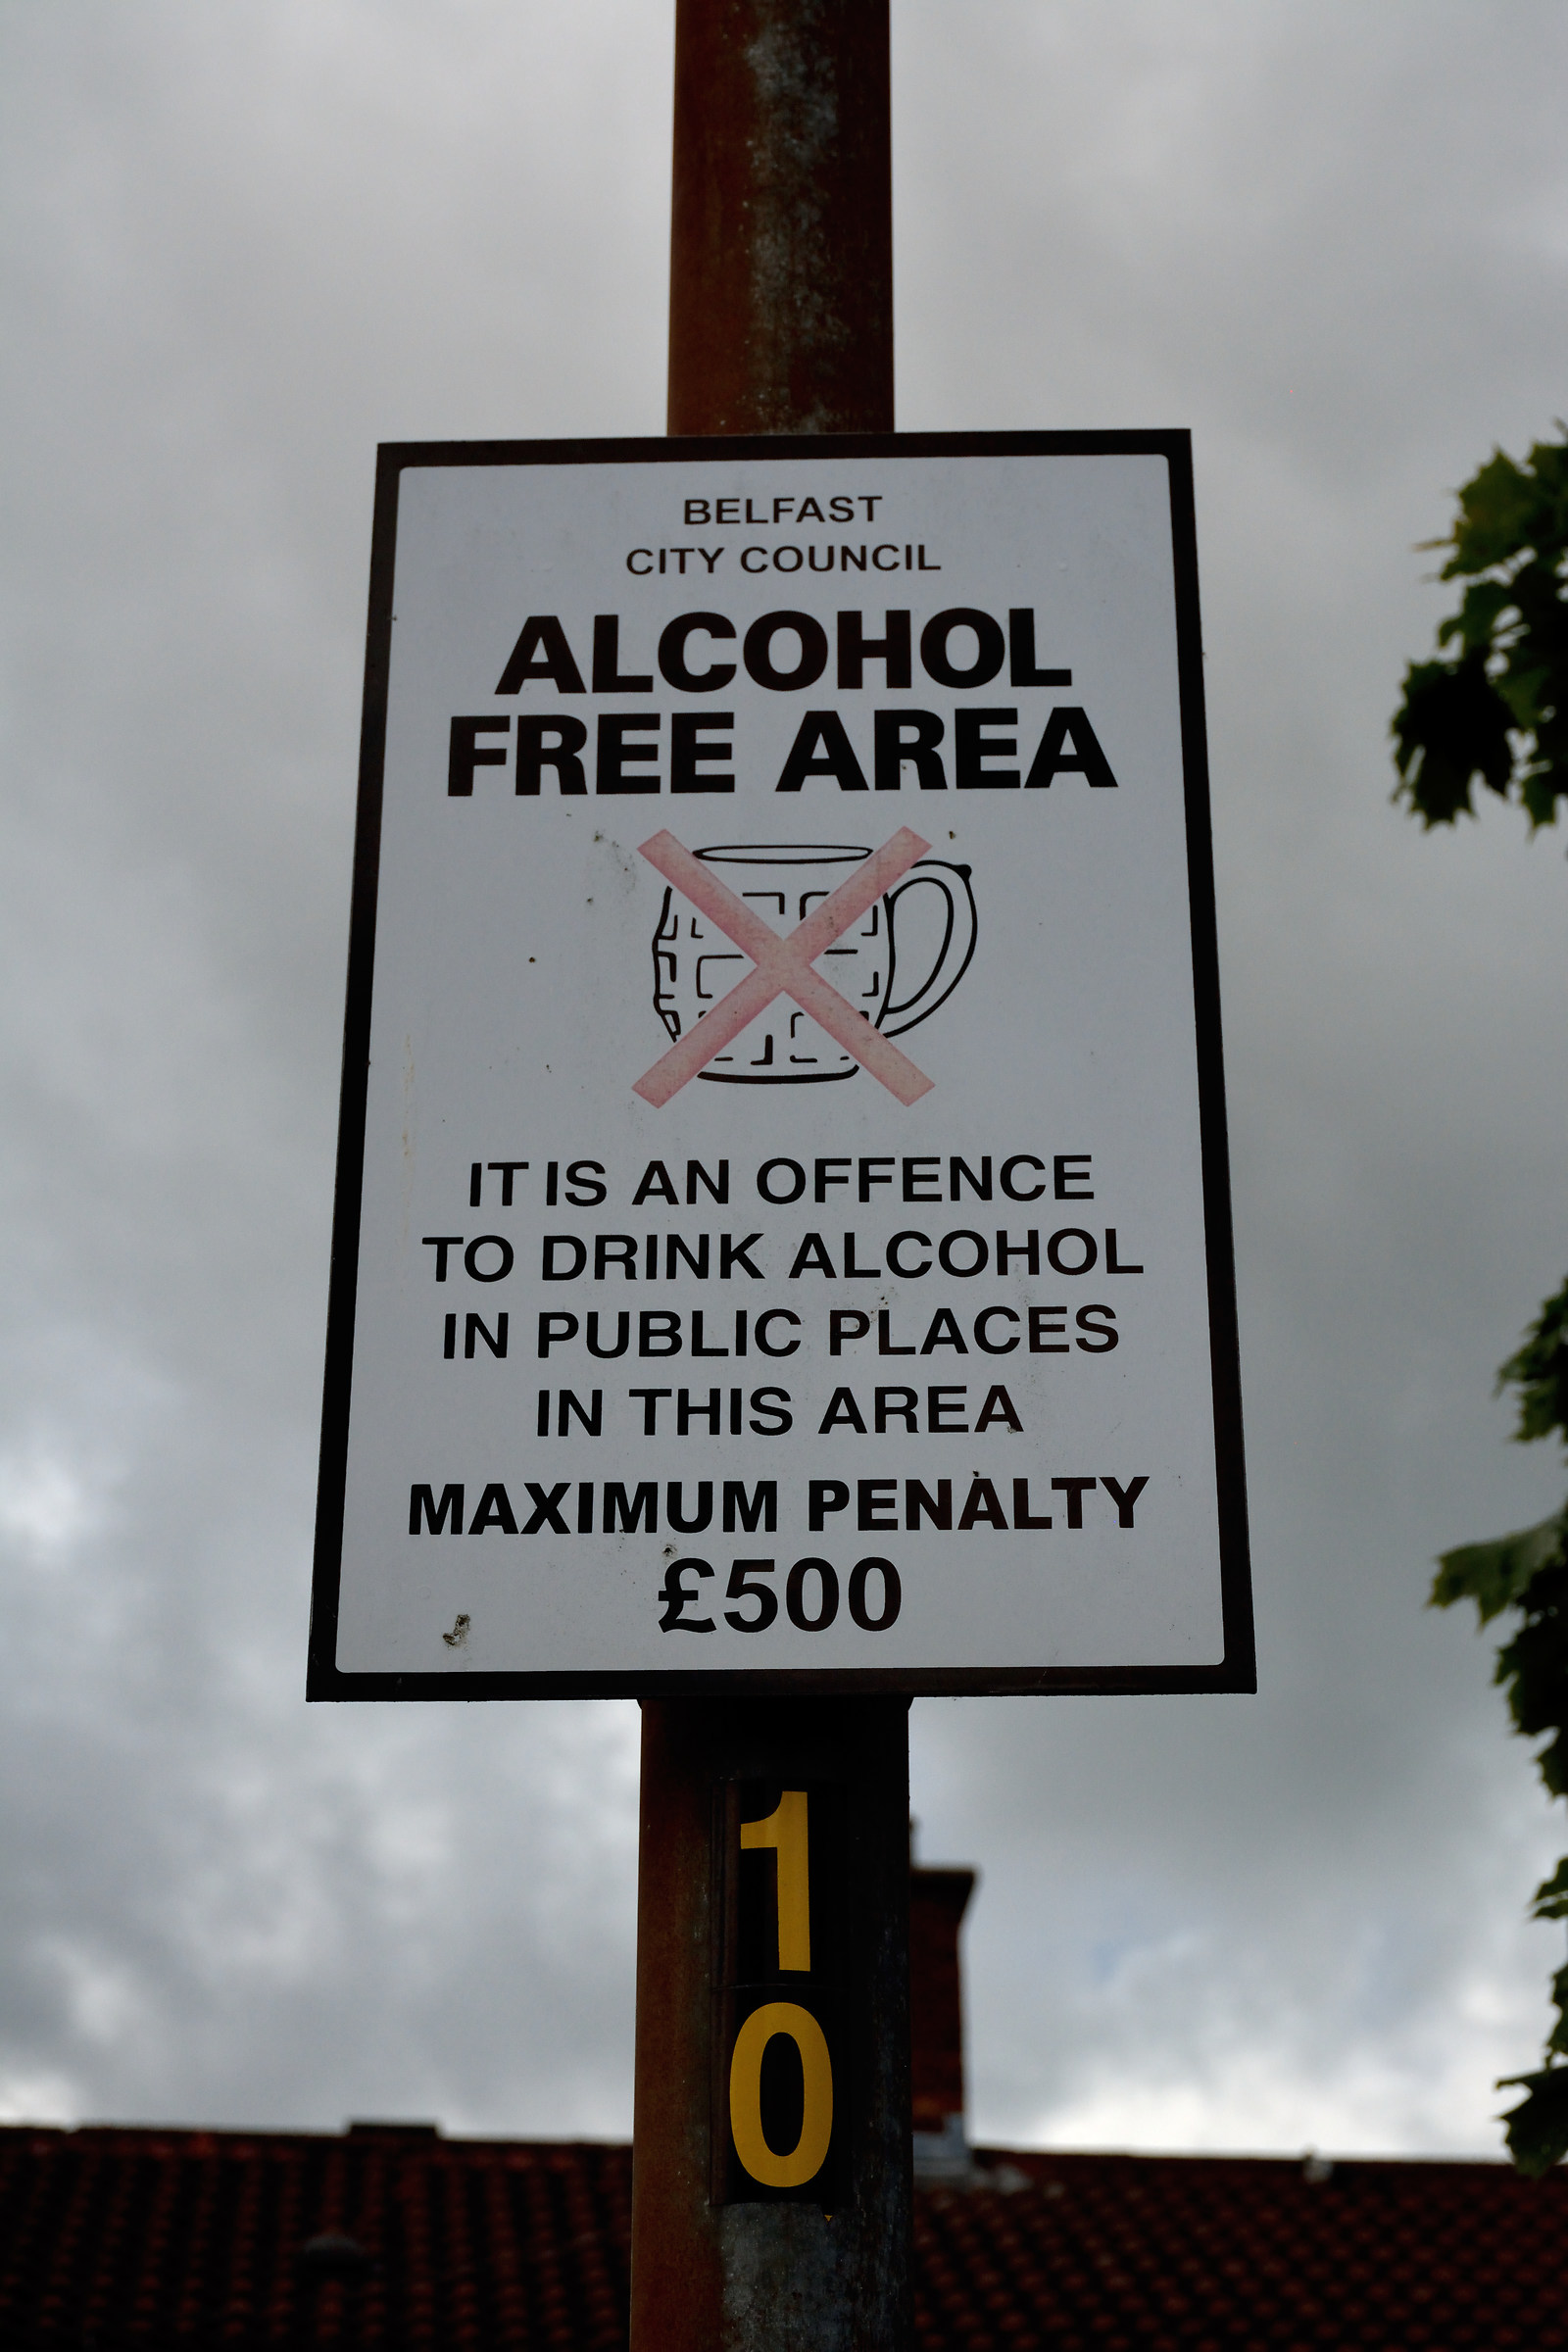 BELFAST
CITY COUNCIL
ALCOHOL
FREE AREA
IT IS AN OFFENCE
TO DRINK ALCOHOL
IN PUBLIC PLACES
IN THIS AREA
MAXIMUM PENALTY
£500
1
0